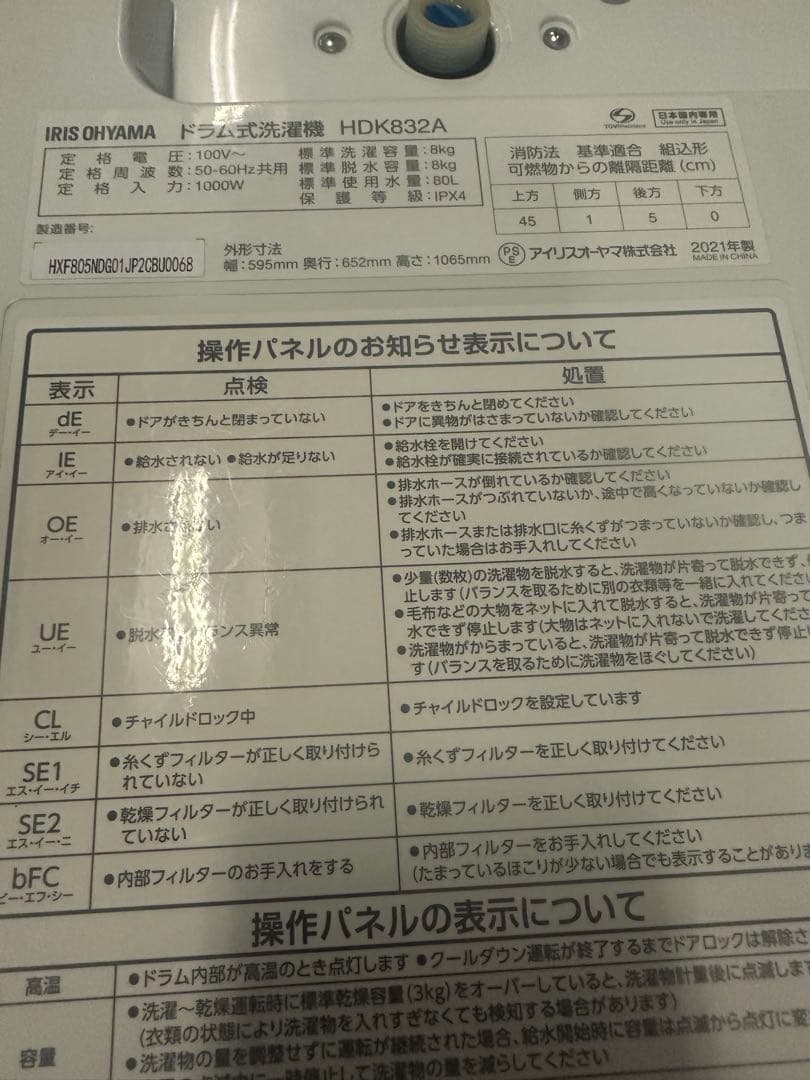 IRIS OHYAMA ドラム式洗濯機 HDK832A
TÜVRheinland
日本国内専用
Use only in Japan
定格電圧:100V～ 標準洗濯容量:8kg
定格周波数:50-60Hz共用 標準脱水容量:8kg
定格入力:1000W 標準使用水量:80L
保護等級:IPX4
消防法 基準適合 組込形
可燃物からの離隔距離(cm)
上方 側方 後方 下方
45 1 5 0
製造番号:
HXF805NDG01JP2CBU0068
外形寸法
幅:595mm 奥行:652mm 高さ:1065mm
PSE アイリスオーヤマ株式会社 2021年製
MADE IN CHINA
操作パネルのお知らせ表示について
表示 点検 処置
dE
デー・イー
●ドアがきちんと閉まっていない
●ドアをきちんと閉めてください
●ドアに異物がはさまっていないか確認してください
IE
アイ・イー
●給水されない ●給水が足りない
●給水栓を開けてください
●給水栓が確実に接続されているか確認してください
OE
オー・イー
●排水さ い
●排水ホースが倒れているか確認してください
●排水ホースがつぶれていないか、途中で高くなっていないか確認し
てください
●排水ホースまたは排水口に糸くずがつまっていないか確認し、つま
っていた場合はお手入れしてください
UE
ユー・イー
●脱水 バランス異常
●少量(数枚)の洗濯物を脱水すると、洗濯物が片寄って脱水できず、
止します(バランスを取るために別の衣類等を一緒に入れてくださ
●毛布などの大物をネットに入れて脱水すると、洗濯物が片寄って
水できず停止します(大物はネットに入れないで洗濯してくださ
●洗濯物がからまっていると、洗濯物が片寄って脱水できず停止し
す(バランスを取るために洗濯物をほぐしてください)
CL
シー・エル
●チャイルドロック中
●チャイルドロックを設定しています
SE1
エス・イー・イチ
●糸くずフィルターが正しく取り付けら
れていない
●糸くずフィルターを正しく取り付けてください
SE2
エス・イー・ニ
●乾燥フィルターが正しく取り付けられ
ていない
●乾燥フィルターを正しく取り付けてください
bFC
ビー・エフ・シー
●内部フィルターのお手入れをする
●内部フィルターをお手入れしてください
(たまっているほこりが少ない場合でも表示することがありま
操作パネルの表示について
高温
●ドラム内部が高温のとき点灯します ●クールダウン運転が終了するまでドアロックは解除さ
容量
●洗濯～乾燥運転時に標準乾燥容量(3kg)をオーバーしていると、洗濯物計量後に点滅しま
(衣類の状態により洗濯物を入れすぎなくても検知する場合があります)
●洗濯物の量を調整せずに運転が継続された場合、給水開始時に容量は点滅から点灯に変
点滅中に一時停止して洗濯物の量を減らしてください